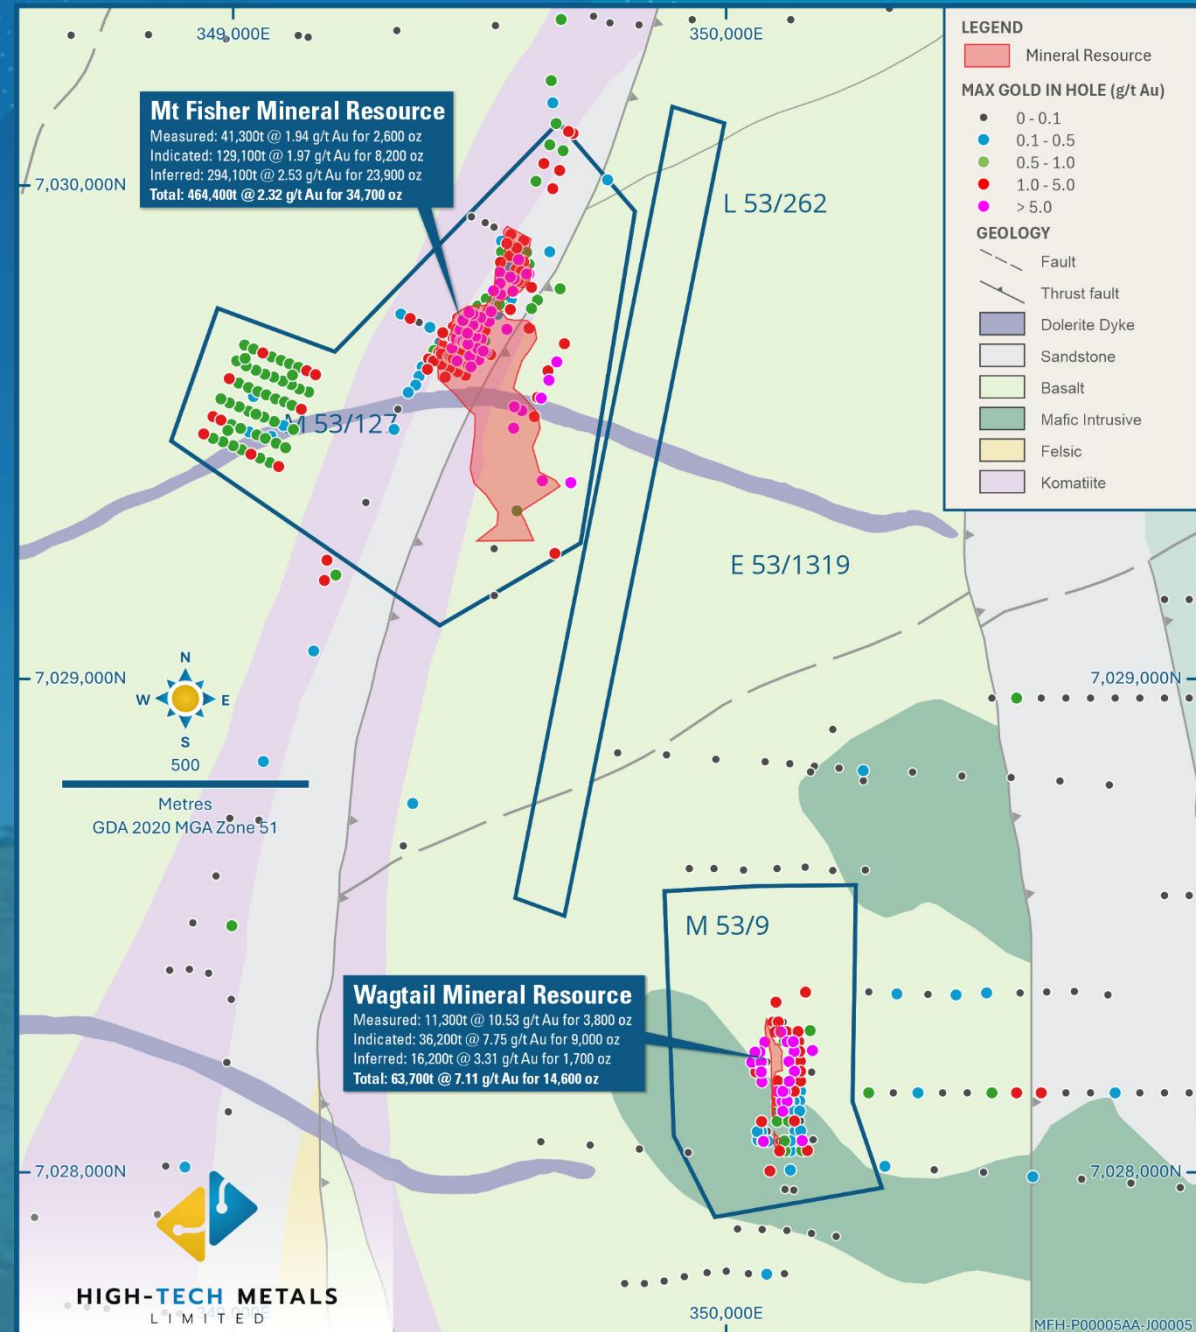 349,000E
350,000E
LEGEND
Mineral Resource
MAX GOLD IN HOLE (g/t Au)
0 - 0.1
0.1 - 0.5
0.5 - 1.0
1.0 - 5.0
> 5.0
GEOLOGY
Fault
Thrust fault
Dolerite Dyke
Sandstone
Basalt
Mafic Intrusive
Felsic
Komatiite
Mt Fisher Mineral Resource
Measured: 41,300t @ 1.94 g/t Au for 2,600 oz
Indicated: 129,100t @ 1.97 g/t Au for 8,200 oz
Inferred: 294,100t @ 2.53 g/t Au for 23,900 oz
Total: 464,400t @ 2.32 g/t Au for 34,700 oz
7,030,000N
L 53/262
M 53/127
E 53/1319
7,029,000N
7,029,000N
N
W
E
S
500
Metres
GDA 2020 MGA Zone 51
M 53/9
Wagtail Mineral Resource
Measured: 11,300t @ 10.53 g/t Au for 3,800 oz
Indicated: 36,200t @ 7.75 g/t Au for 9,000 oz
Inferred: 16,200t @ 3.31 g/t Au for 1,700 oz
Total: 63,700t @ 7.11 g/t Au for 14,600 oz
7,028,000N
7,028,000N
HIGH-TECH METALS
LIMITED
349,000E
350,000E
MFH-P00005AA-J00005